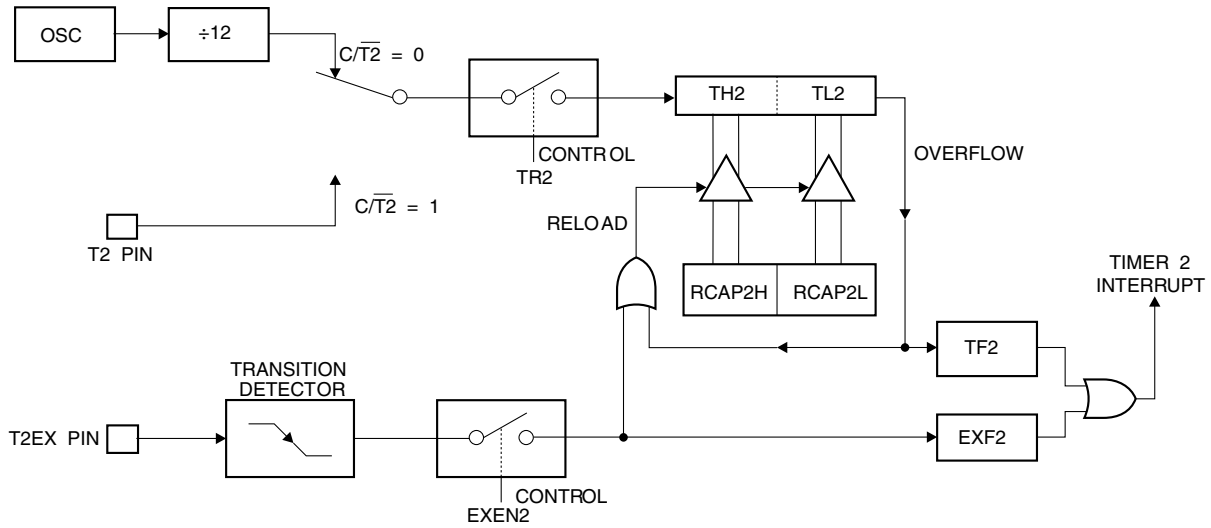 OSC
÷12
C/T2 = 0
TH2
TL2
CONTROL
TR2
OVERFLOW
C/T2 = 1
T2 PIN
RELOAD
RCAP2H
RCAP2L
TIMER 2
INTERRUPT
TF2
TRANSITION
DETECTOR
T2EX PIN
EXF2
CONTROL
EXEN2